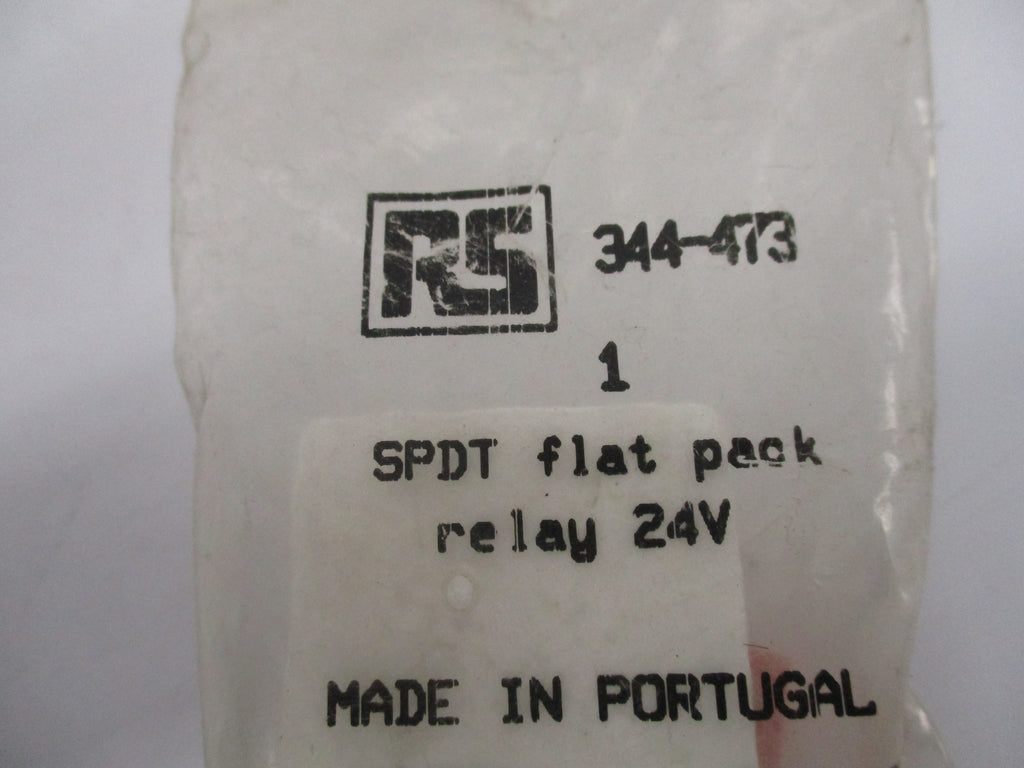 RS 344-473
1
SPDT flat pack
relay 24V
MADE IN PORTUGAL